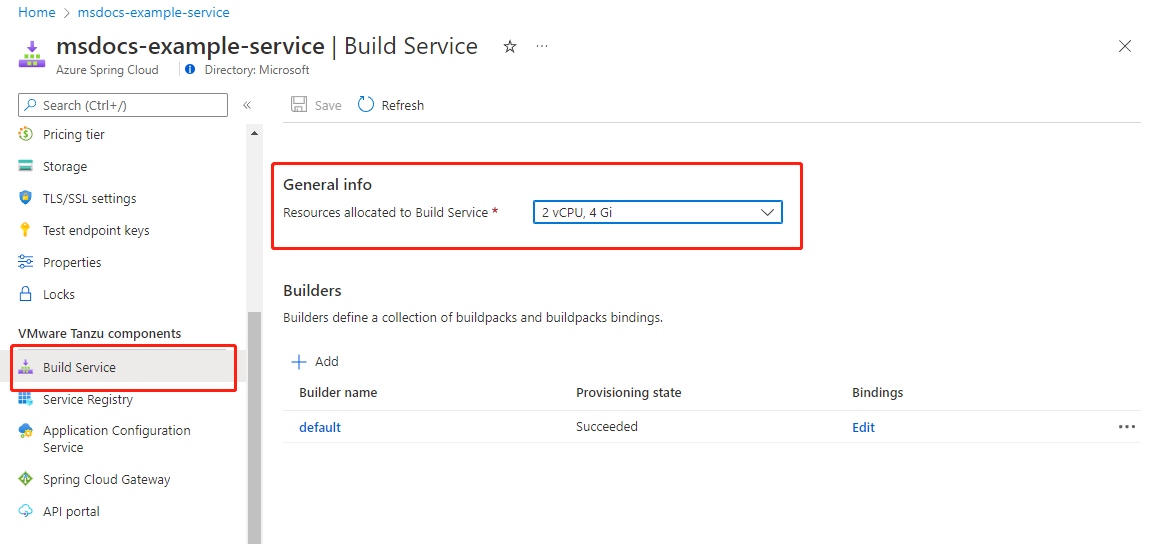 Home > msdocs-example-service
msdocs-example-service | Build Service
Azure Spring Cloud
Directory: Microsoft
Search (Ctrl+/)
Pricing tier
Storage
TLS/SSL settings
Test endpoint keys
Properties
Locks
VMware Tanzu components
Build Service
Service Registry
Application Configuration
Service
Spring Cloud Gateway
API portal
Save
Refresh
General info
Resources allocated to Build Service *
2 vCPU, 4 Gi
Builders
Builders define a collection of buildpacks and buildpacks bindings.
Add
Builder name Provisioning state Bindings
default Succeeded Edit